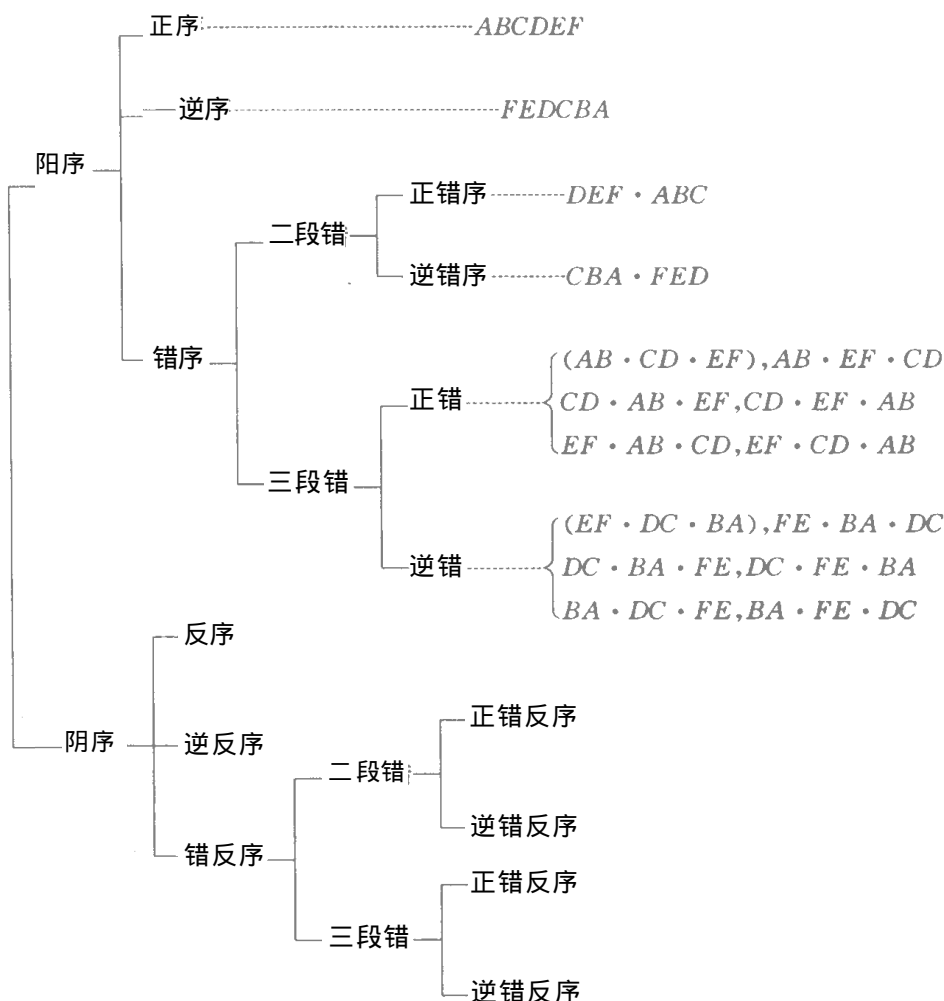 正序 ABCDEF
逆序 FEDCBA
阳序
正错序 DEF·ABC
二段错
逆错序 CBA·FED
错序
(AB·CD·EF),AB·EF·CD
正错 CD·AB·EF,CD·EF·AB
EF·AB·CD,EF·CD·AB
三段错
(EF·DC·BA),FE·BA·DC
逆错 DC·BA·FE,DC·FE·BA
BA·DC·FE,BA·FE·DC
反序
正错反序
阴序 逆反序
二段错
逆错反序
错反序
正错反序
三段错
逆错反序